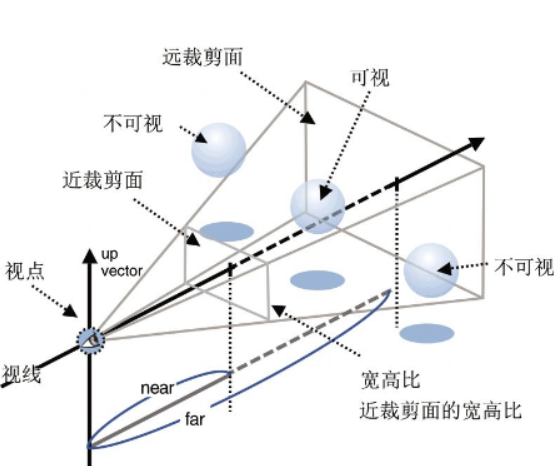 远裁剪面
可视
不可视
近裁剪面
up
vector
视点
不可视
视线
near
far
宽高比
近裁剪面的宽高比